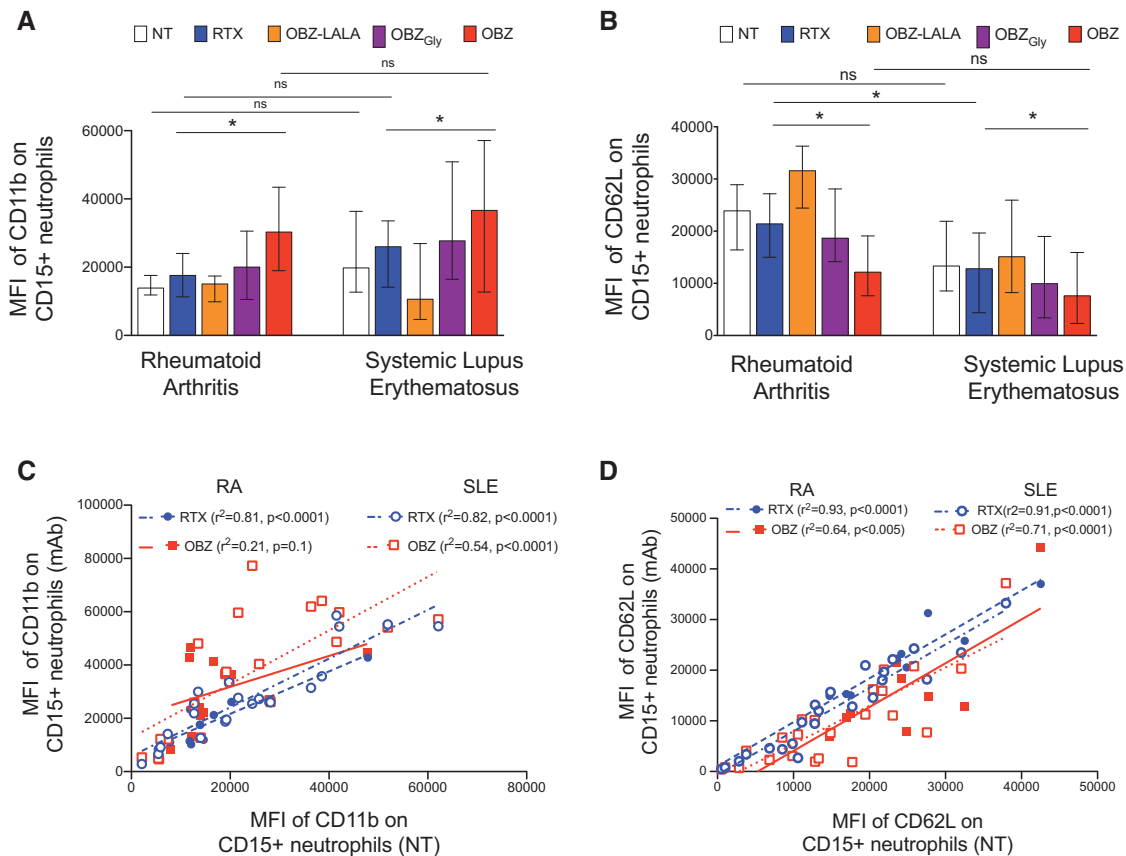 A
NT RTX OBZ-LALA OBZGly OBZ
ns
ns
ns
*
*
60000
40000
20000
0
MFI of CD11b on
CD15+ neutrophils
Rheumatoid
Arthritis
Systemic Lupus
Erythematosus
B
NT RTX OBZ-LALA OBZGly OBZ
ns
ns
*
*
*
40000
30000
20000
10000
0
MFI of CD62L on
CD15+ neutrophils
Rheumatoid
Arthritis
Systemic Lupus
Erythematosus
C
RA SLE
RTX (r²=0.81, p<0.0001) RTX (r²=0.82, p<0.0001)
OBZ (r²=0.21, p=0.1) OBZ (r²=0.54, p<0.0001)
100000
80000
60000
40000
20000
0
MFI of CD11b on
CD15+ neutrophils (mAb)
0 20000 40000 60000 80000
MFI of CD11b on
CD15+ neutrophils (NT)
D
RA SLE
RTX (r²=0.93, p<0.0001) RTX(r2=0.91,p<0.0001)
OBZ (r²=0.64, p<0.005) OBZ (r²=0.71, p<0.0001)
50000
40000
30000
20000
10000
0
MFI of CD62L on
CD15+ neutrophils (mAb)
0 10000 20000 30000 40000 50000
MFI of CD62L on
CD15+ neutrophils (NT)